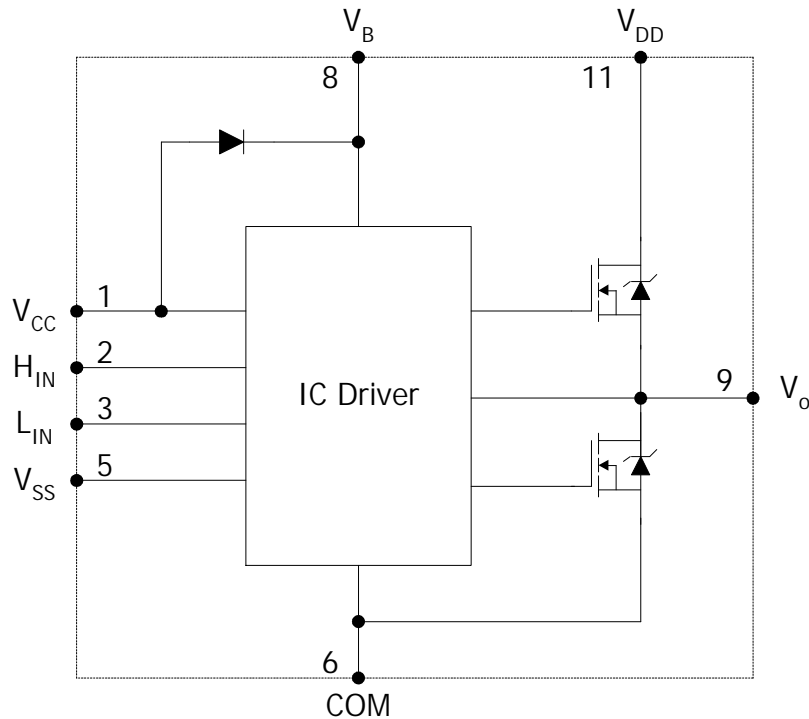 V_B
V_DD
8
11
V_CC
1
H_IN
2
L_IN
3
V_SS
5
IC Driver
9
V_o
6
COM